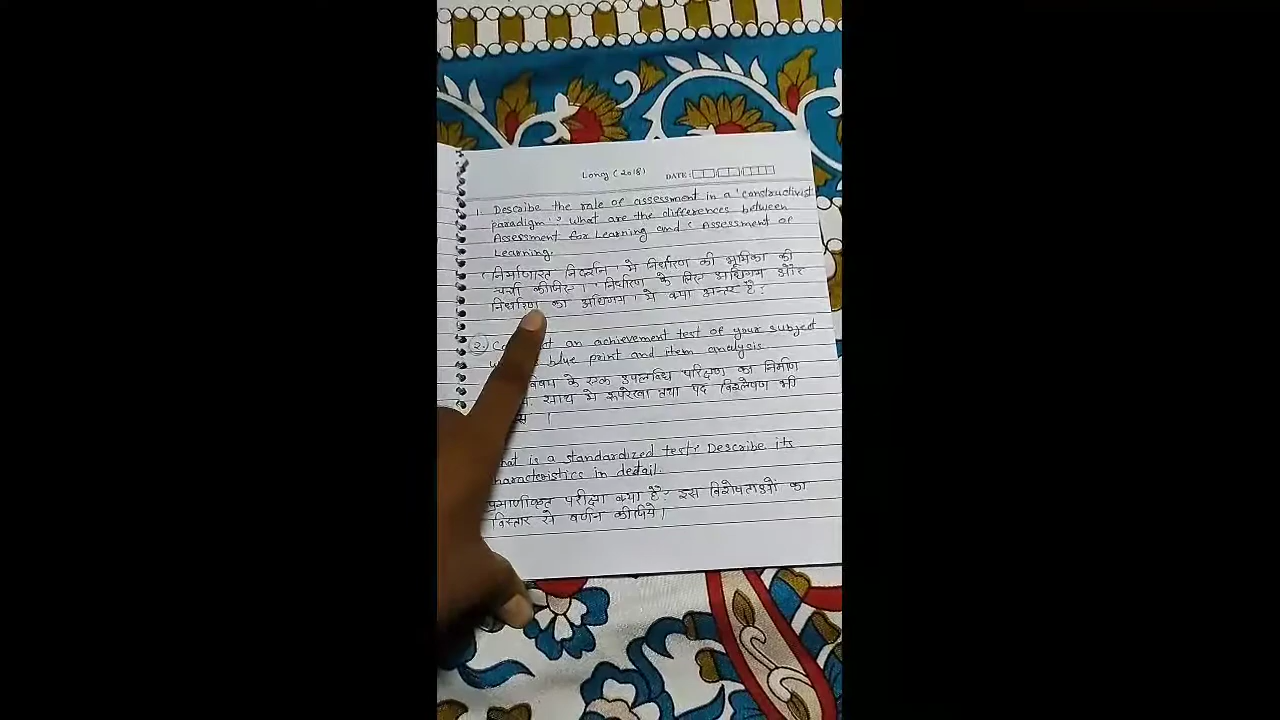 Long (2018) DATE:
1. Describe the role of assessment in a 'constructivist
paradigm'? What are the differences between
Assessment for Learning and 'Assessment of
Learning.
'निर्माणारत निदर्शन' मे निर्धारण की भूमिका की
चर्चा कीजिए। 'निर्धारण के लिए अधिगम और
निर्धारण का अधिगम' मे क्या अन्तर है?
2. an achievement test of your subject
blue print and item analysis
विषय के एक उपलब्धि परिक्षण का निर्माण
साथ मे रूपरेखा तथा पद विश्लेषण भी
।
is a standardized test? Describe its
characteristics in detail.
प्रमाणीकृत परीक्षा क्या है? इस विशेषताओं का
विस्तार से वर्णन कीजिये।